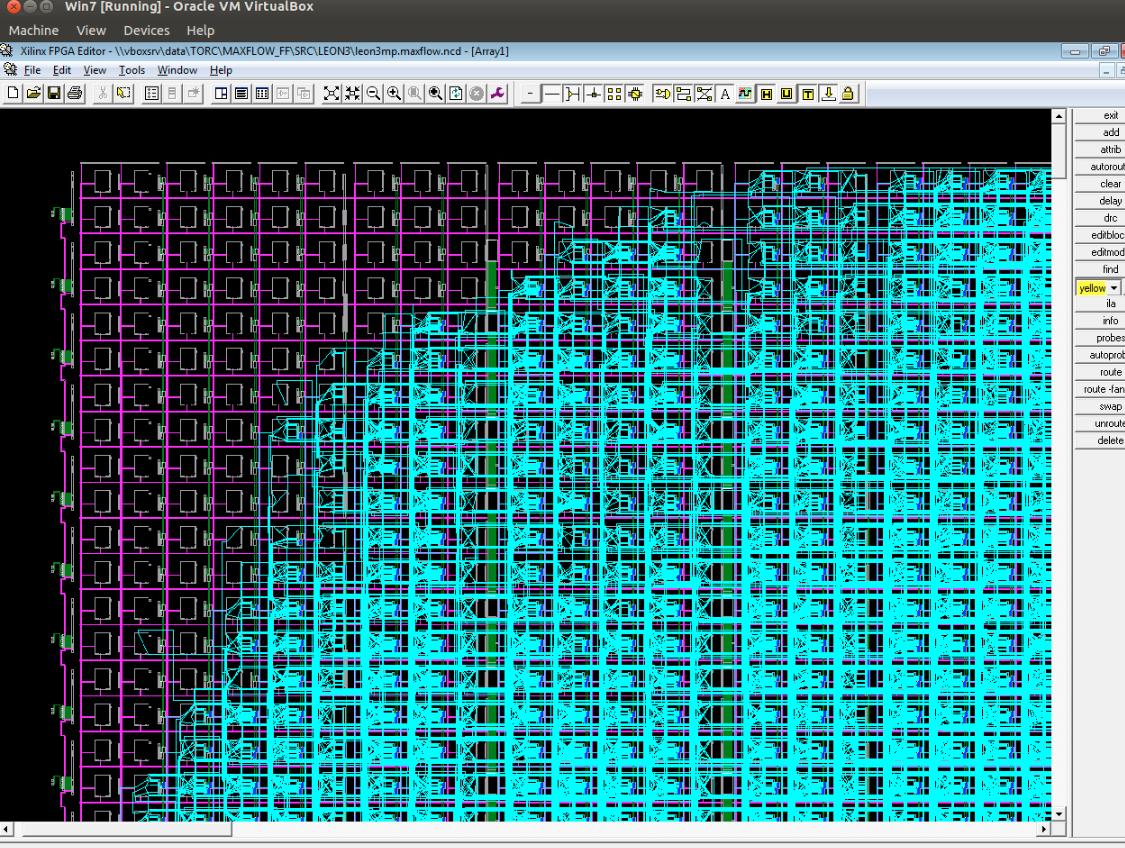 Win7 [Running] - Oracle VM VirtualBox
Machine View Devices Help
Xilinx FPGA Editor - \\vboxsrv\data\TORC\MAXFLOW_FF\SRC\LEON3\leon3mp.maxflow.ncd - [Array1]
File Edit View Tools Window Help
A
H U T
exit
add
attrib
autorout
clear
delay
drc
editbloc
editmod
find
yellow
ila
info
probes
autoprob
route
route -fan
swap
unroute
delete